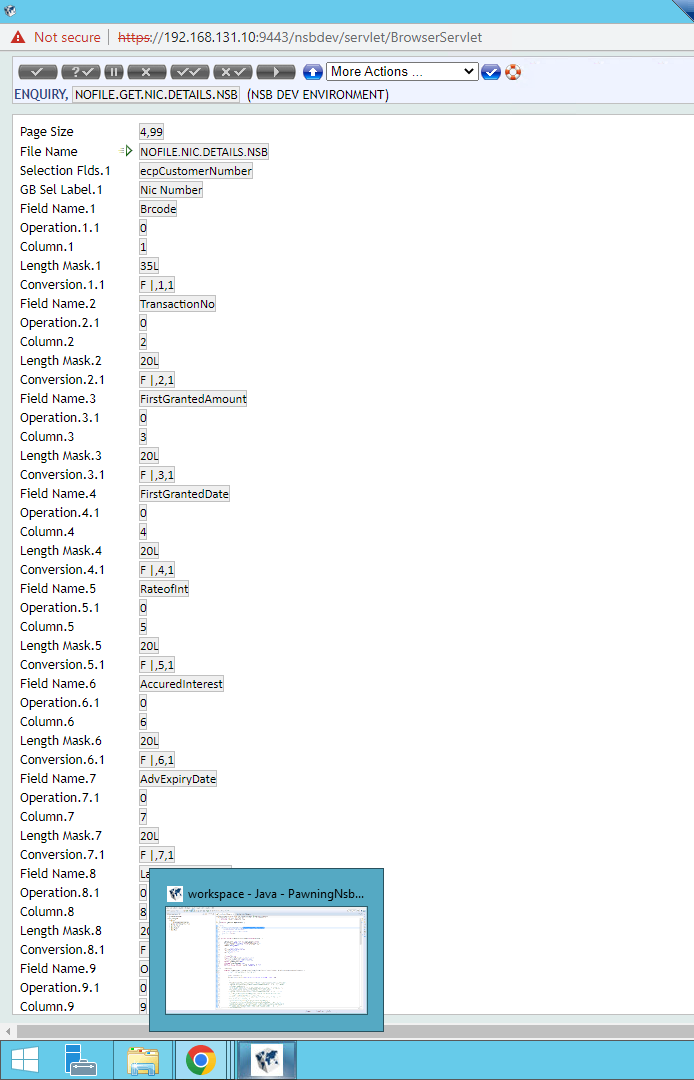 Not secure | https://192.168.131.10:9443/nsbdev/servlet/BrowserServlet
More Actions ...
ENQUIRY, NOFILE.GET.NIC.DETAILS.NSB (NSB DEV ENVIRONMENT)
Page Size 4,99
File Name NOFILE.NIC.DETAILS.NSB
Selection Flds.1 ecpCustomerNumber
GB Sel Label.1 Nic Number
Field Name.1 Brcode
Operation.1.1 0
Column.1 1
Length Mask.1 35L
Conversion.1.1 F |,1,1
Field Name.2 TransactionNo
Operation.2.1 0
Column.2 2
Length Mask.2 20L
Conversion.2.1 F |,2,1
Field Name.3 FirstGrantedAmount
Operation.3.1 0
Column.3 3
Length Mask.3 20L
Conversion.3.1 F |,3,1
Field Name.4 FirstGrantedDate
Operation.4.1 0
Column.4 4
Length Mask.4 20L
Conversion.4.1 F |,4,1
Field Name.5 RateofInt
Operation.5.1 0
Column.5 5
Length Mask.5 20L
Conversion.5.1 F |,5,1
Field Name.6 AccuredInterest
Operation.6.1 0
Column.6 6
Length Mask.6 20L
Conversion.6.1 F |,6,1
Field Name.7 AdvExpiryDate
Operation.7.1 0
Column.7 7
Length Mask.7 20L
Conversion.7.1 F |,7,1
Field Name.8
Operation.8.1 0
workspace - Java - PawningNsb...
Column.8 8
Length Mask.8
Conversion.8.1 F
Field Name.9
Operation.9.1 0
Column.9 9